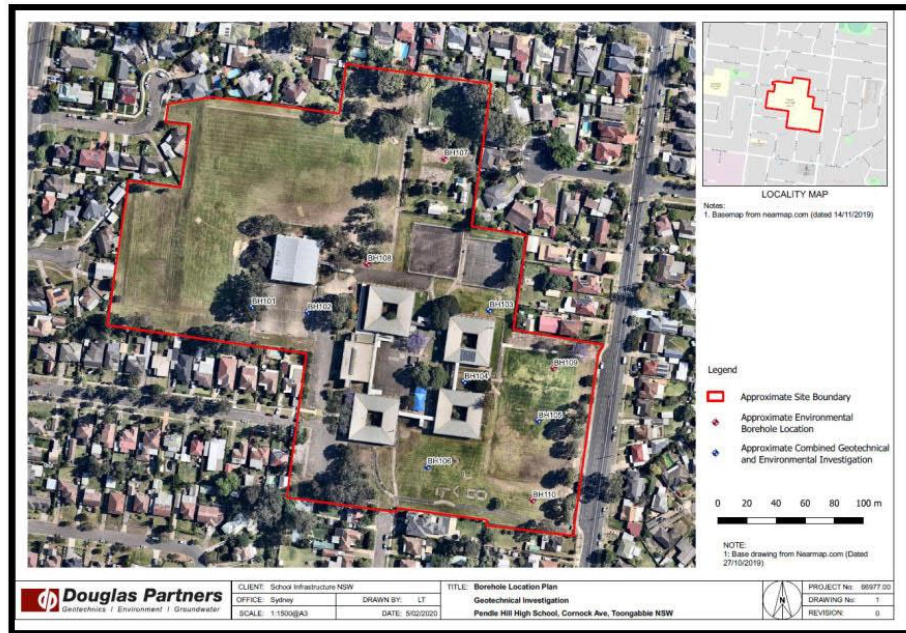 BH107
BH108
BH101
BH102
BH103
BH109
BH104
BH105
BH106
BH110
LOCALITY MAP
Notes:
1. Basemap from nearmap.com (dated 14/11/2019)
Legend
Approximate Site Boundary
Approximate Environmental
Borehole Location
Approximate Combined Geotechnical
and Environmental Investigation
0 20 40 60 80 100 m
NOTE:
1: Base drawing from Nearmap.com (Dated
27/10/2019)
Douglas Partners
Geotechnics | Environment | Groundwater
CLIENT: School Infrastructure NSW
OFFICE: Sydney
DRAWN BY: LT
SCALE: 1:1500@A3
DATE: 5/02/2020
TITLE: Borehole Location Plan
Geotechnical Investigation
Pendle Hill High School, Cornock Ave, Toongabbie NSW
N
PROJECT No: 66977.00
DRAWING No: 1
REVISION: 0